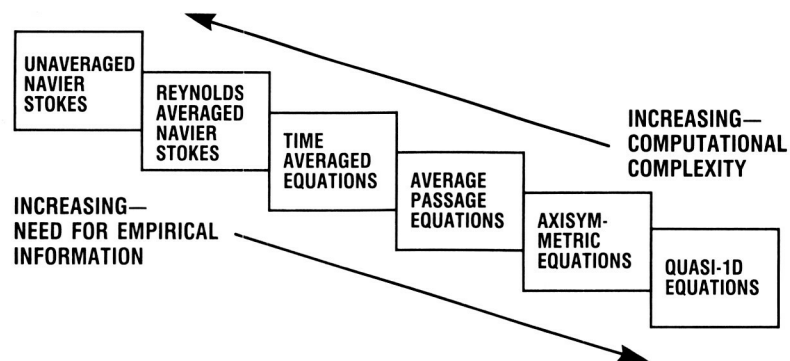 UNAVERAGED
NAVIER
STOKES
REYNOLDS
AVERAGED
NAVIER
STOKES
TIME
AVERAGED
EQUATIONS
AVERAGE
PASSAGE
EQUATIONS
AXISYM-
METRIC
EQUATIONS
QUASI-1D
EQUATIONS
INCREASING—
COMPUTATIONAL
COMPLEXITY
INCREASING—
NEED FOR EMPIRICAL
INFORMATION